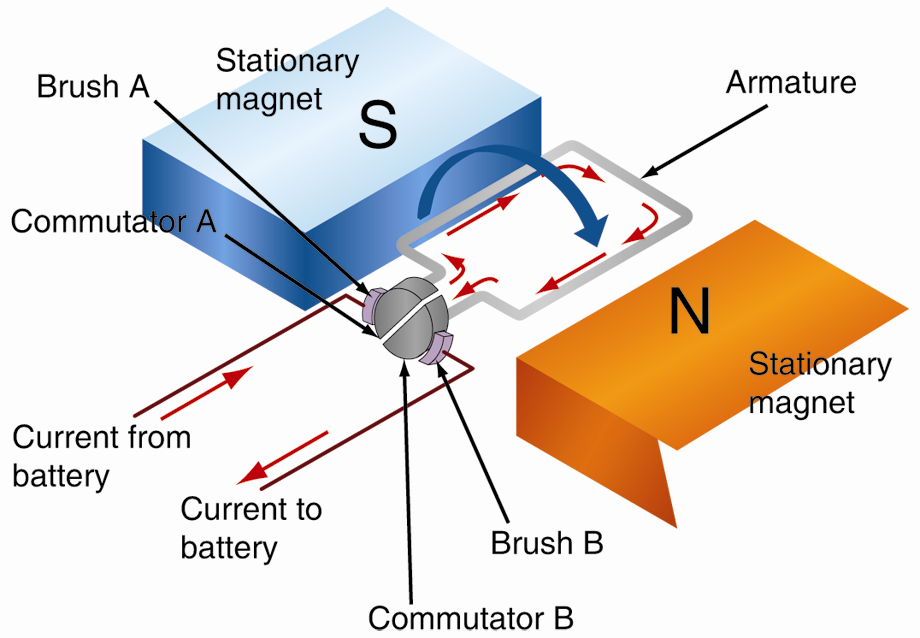 Stationary
magnet
Brush A
S
Armature
Commutator A
N
Stationary
magnet
Current from
battery
Current to
battery
Brush B
Commutator B